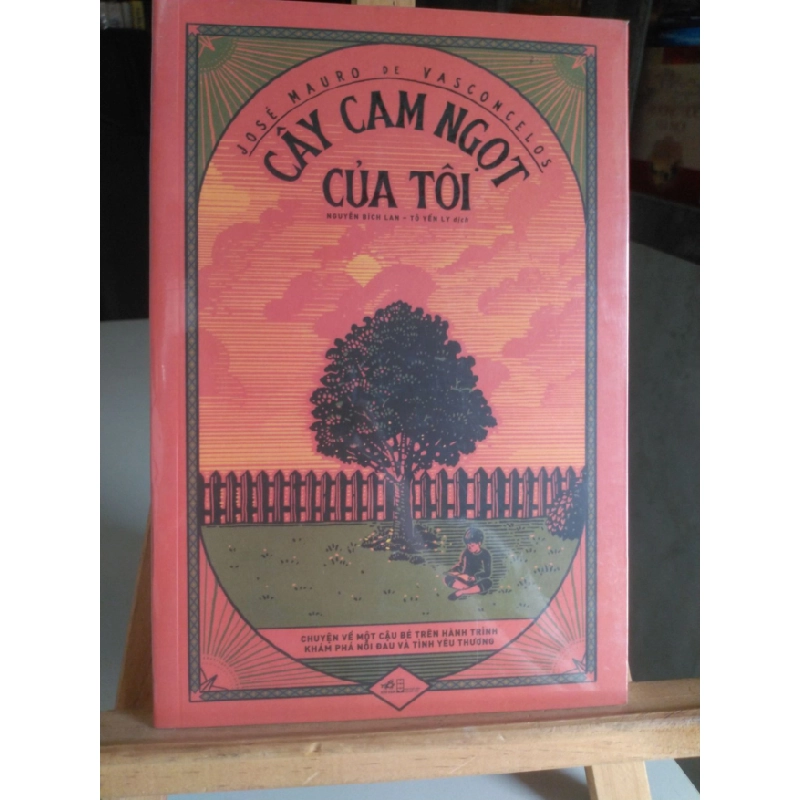 JOSÉ MAURO DE VASCONCELOS
CÂY CAM NGỌT
CỦA TÔI
NGUYỄN BÍCH LAN - TÔ YẾN LY dịch
CHUYỆN VỀ MỘT CẬU BÉ TRÊN HÀNH TRÌNH
KHÁM PHÁ NỖI ĐAU VÀ TÌNH YÊU THƯƠNG